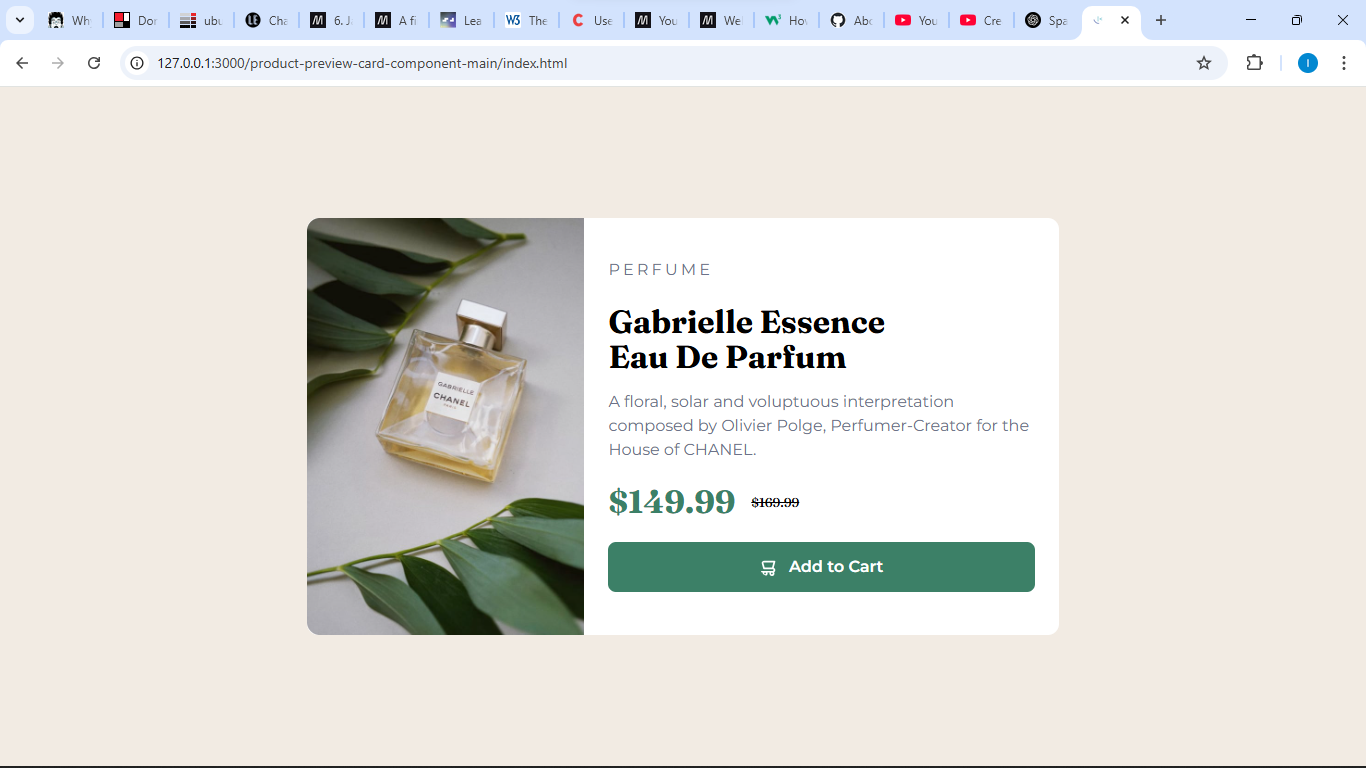 Why
Dor
ubu
Cha
6. J
A fi
Lea
The
Use
You
We
Hov
Abo
You
Cre
Spa
127.0.0.1:3000/product-preview-card-component-main/index.html
I
PERFUME
Gabrielle Essence
Eau De Parfum
A floral, solar and voluptuous interpretation
composed by Olivier Polge, Perfumer-Creator for the
House of CHANEL.
$149.99 $169.99
Add to Cart
GABRIELLE
CHANEL
PARIS